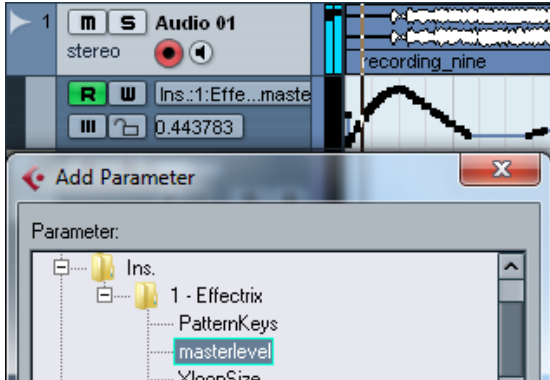 1 m S Audio 01
stereo
recording_nine
R W Ins.:1:Effe...maste
0.443783
Add Parameter
Parameter:
Ins.
1 - Effectrix
PatternKeys
masterlevel
XloopSize